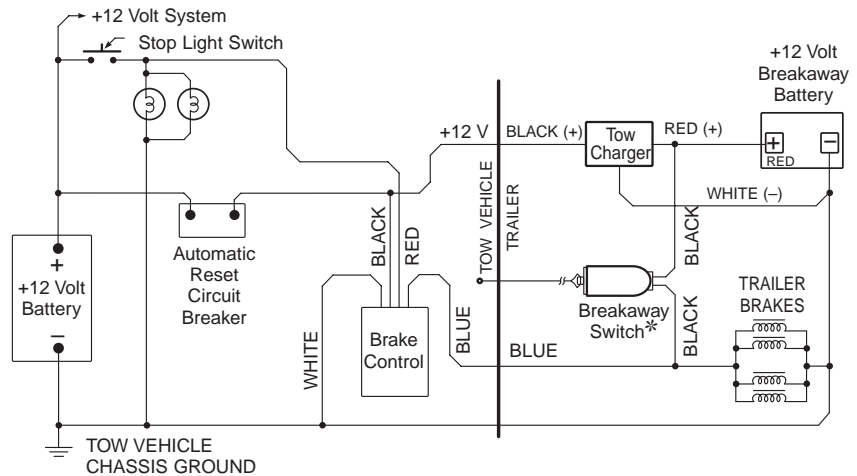 +12 Volt System
Stop Light Switch
+12 Volt
Breakaway
Battery
+12 V
BLACK (+)
Tow
Charger
RED (+)
+
−
RED
WHITE (−)
TOW VEHICLE
TRAILER
BLACK
BLACK
RED
Automatic
Reset
Circuit
Breaker
+
+12 Volt
Battery
−
Breakaway
Switch*
BLACK
TRAILER
BRAKES
WHITE
Brake
Control
BLUE
BLUE
TOW VEHICLE
CHASSIS GROUND